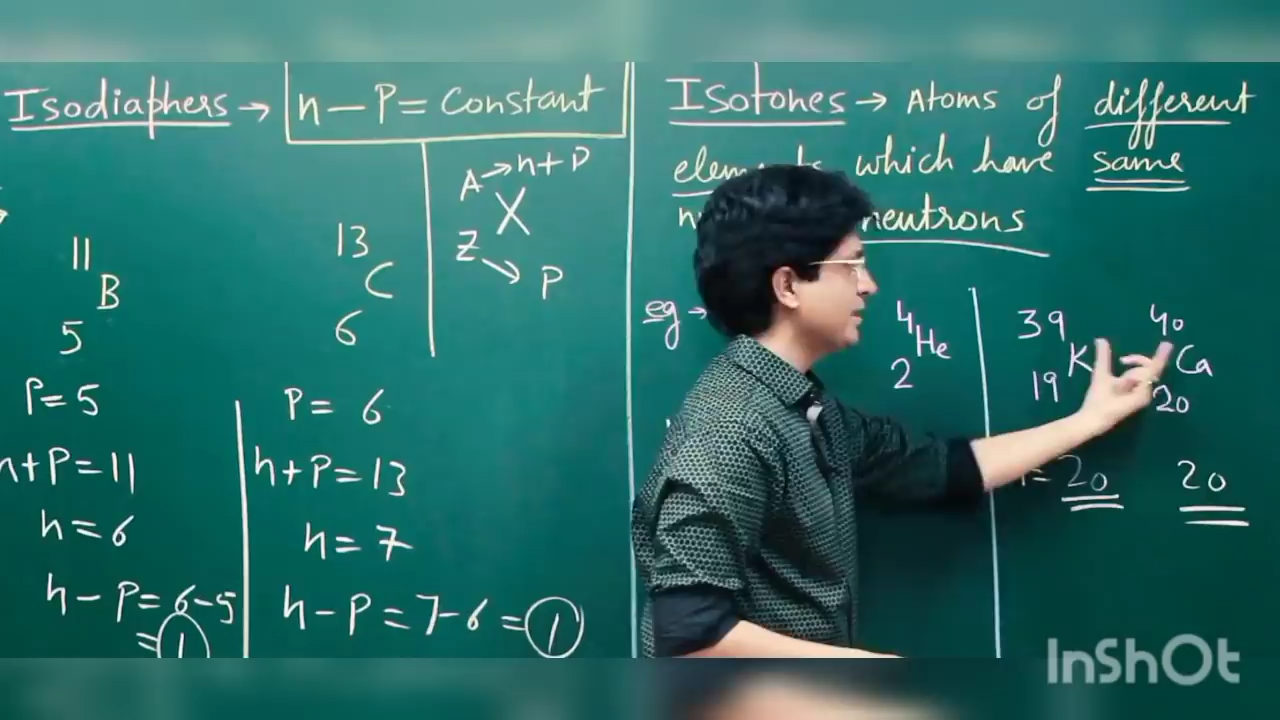 Isodiaphers → n – P = Constant
A → n + P
X
Z → P
11
B
5
13
C
6
P = 5
P = 6
n + P = 11
n + P = 13
n = 6
n = 7
n – P = 6 – 5
= 1
n – P = 7 – 6 = 1
Isotones → Atoms of different
which have same
neutrons
eg →
4
He
2
39
K
19
40
Ca
20
= 20
20
InShOt